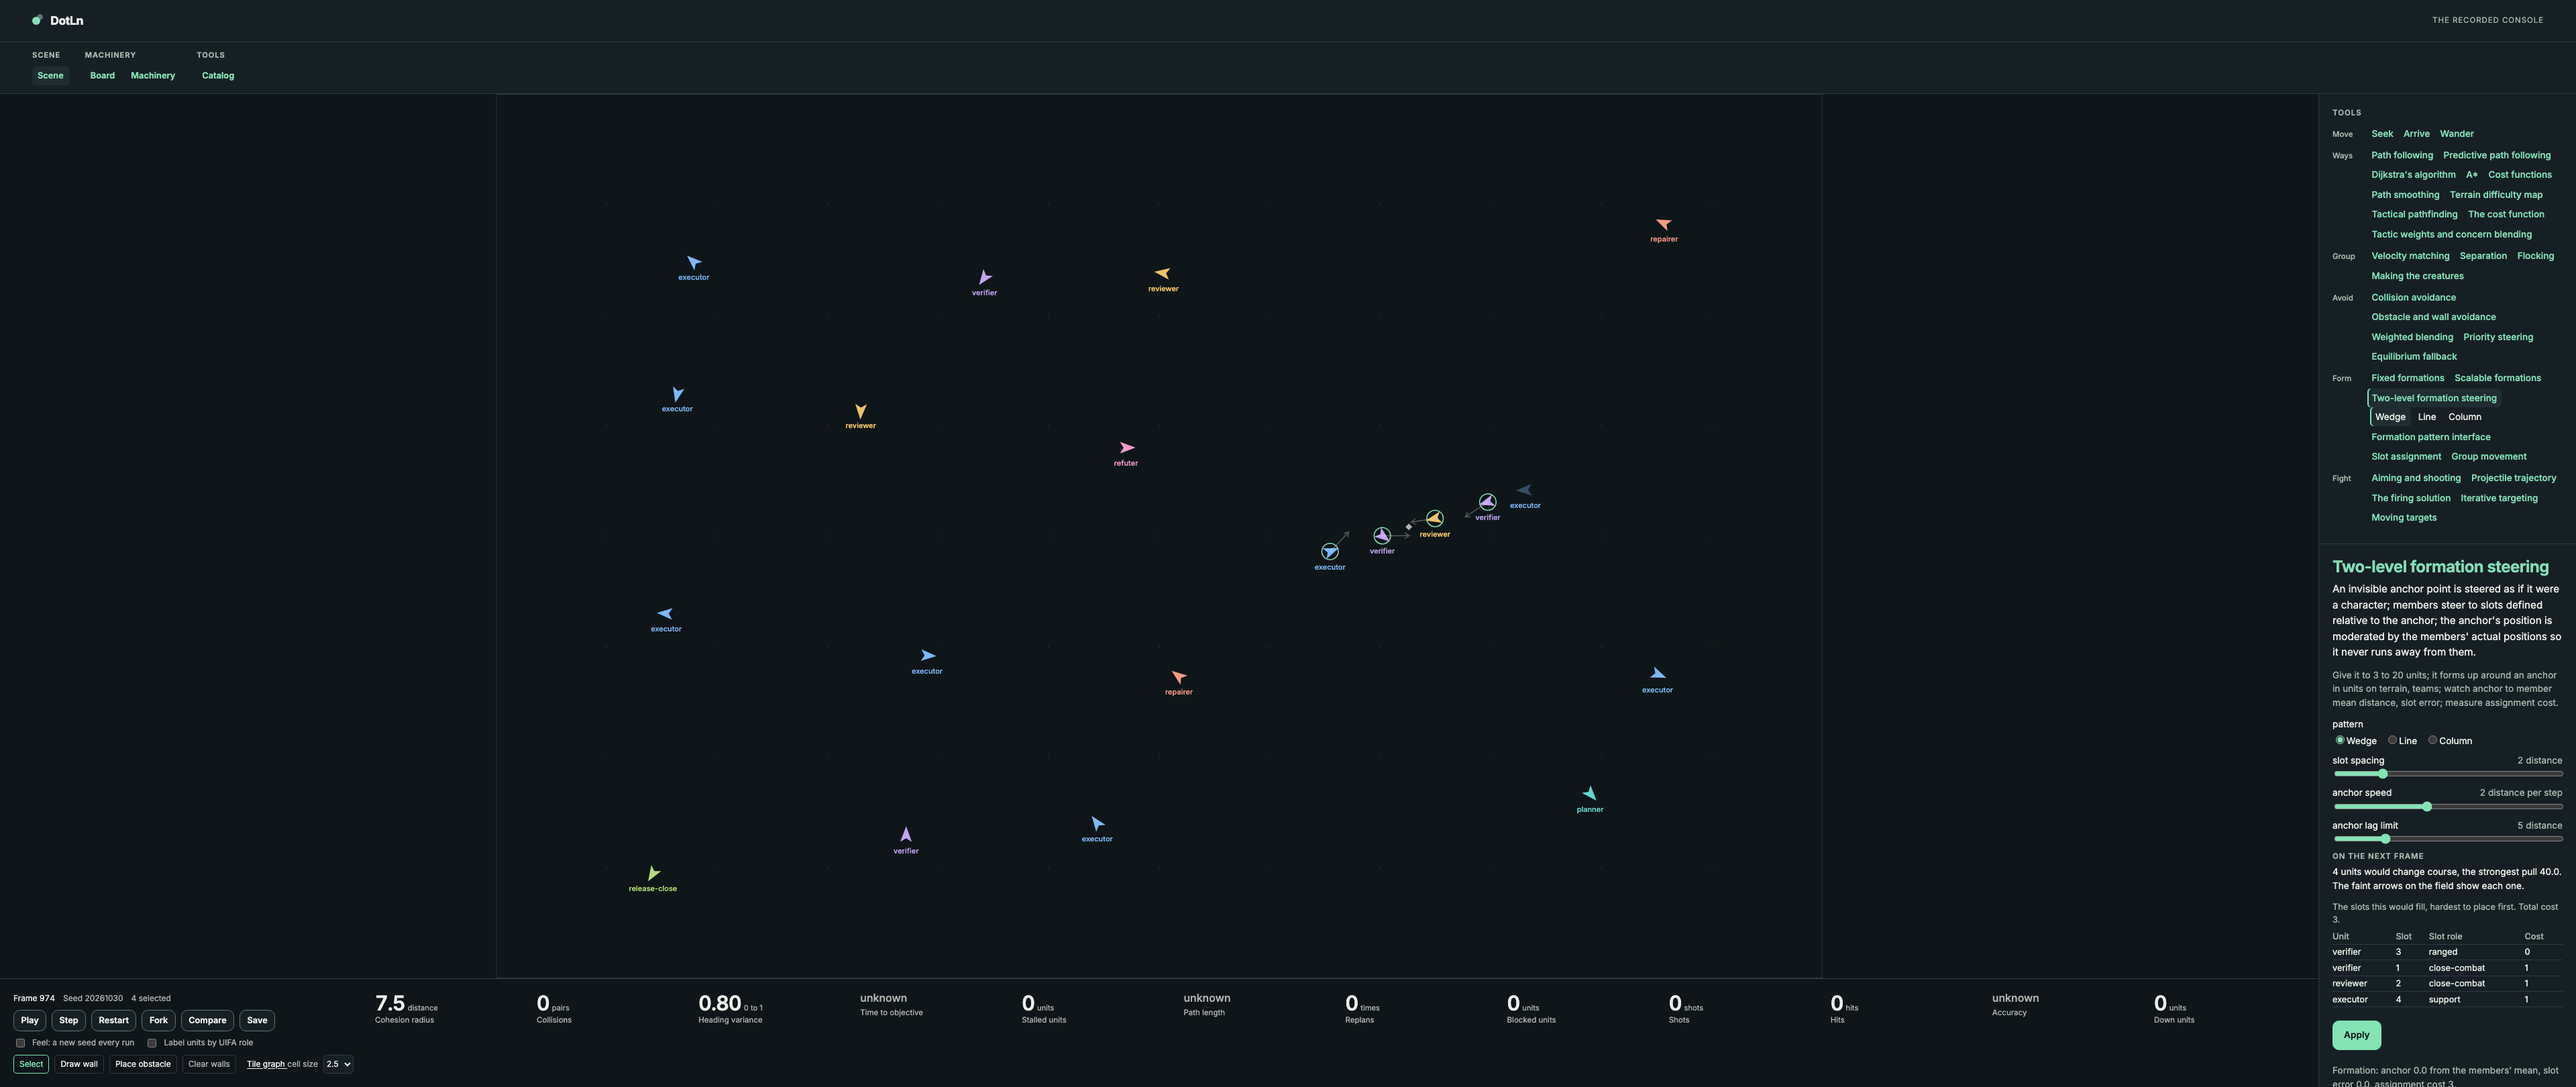 DotLn
THE RECORDED CONSOLE
SCENE MACHINERY TOOLS
Scene Board Machinery Catalog
repairer
executor
verifier
reviewer
executor
reviewer
refuter
executor
verifier
reviewer
verifier
executor
executor
executor
repairer
executor
planner
executor
verifier
release-close
TOOLS
Move Seek Arrive Wander
Ways Path following Predictive path following
Dijkstra's algorithm A* Cost functions
Path smoothing Terrain difficulty map
Tactical pathfinding The cost function
Tactic weights and concern blending
Group Velocity matching Separation Flocking
Making the creatures
Avoid Collision avoidance
Obstacle and wall avoidance
Weighted blending Priority steering
Equilibrium fallback
Form Fixed formations Scalable formations
Two-level formation steering
Wedge Line Column
Formation pattern interface
Slot assignment Group movement
Fight Aiming and shooting Projectile trajectory
The firing solution Iterative targeting
Moving targets
Two-level formation steering
An invisible anchor point is steered as if it were
a character; members steer to slots defined
relative to the anchor; the anchor's position is
moderated by the members' actual positions so
it never runs away from them.
Give it to 3 to 20 units; it forms up around an anchor
in units on terrain, teams; watch anchor to member
mean distance, slot error; measure assignment cost.
pattern
Wedge Line Column
slot spacing 2 distance
anchor speed 2 distance per step
anchor lag limit 5 distance
ON THE NEXT FRAME
4 units would change course, the strongest pull 40.0.
The faint arrows on the field show each one.
The slots this would fill, hardest to place first. Total cost
3.
Unit Slot Slot role Cost
verifier 3 ranged 0
verifier 1 close-combat 1
reviewer 2 close-combat 1
executor 4 support 1
Apply
Formation: anchor 0.0 from the members' mean, slot
error 0.0, assignment cost 3.
Frame 974 Seed 20261030 4 selected
Play Step Restart Fork Compare Save
Feel: a new seed every run Label units by UIFA role
Select Draw wall Place obstacle Clear walls Tile graph cell size 2.5
7.5 distance
Cohesion radius
0 pairs
Collisions
0.80 0 to 1
Heading variance
unknown
Time to objective
0 units
Stalled units
unknown
Path length
0 times
Replans
0 units
Blocked units
0 shots
Shots
0 hits
Hits
unknown
Accuracy
0 units
Down units